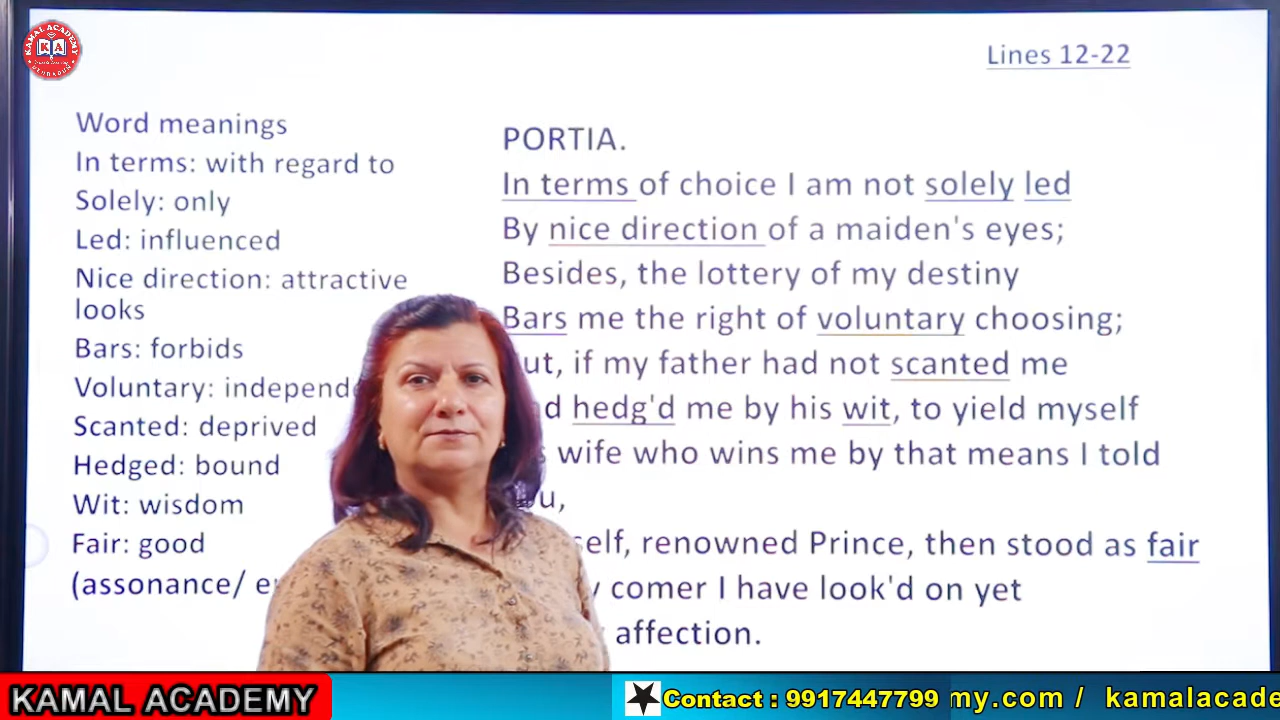 KAMAL ACADEMY
KA
DEHRADUN
Lines 12-22
Word meanings
In terms: with regard to
Solely: only
Led: influenced
Nice direction: attractive
looks
Bars: forbids
Voluntary:
Scanted: deprived
Hedged: bound
Wit: wisdom
Fair: good
(assonance/
PORTIA.
In terms of choice I am not solely led
By nice direction of a maiden's eyes;
Besides, the lottery of my destiny
Bars me the right of voluntary choosing;
if my father had not scanted me
hedg'd me by his wit, to yield myself
wife who wins me by that means I told
renowned Prince, then stood as fair
comer I have look'd on yet
affection.
KAMAL ACADEMY
Contact : 9917447799 my.com / kamalacade